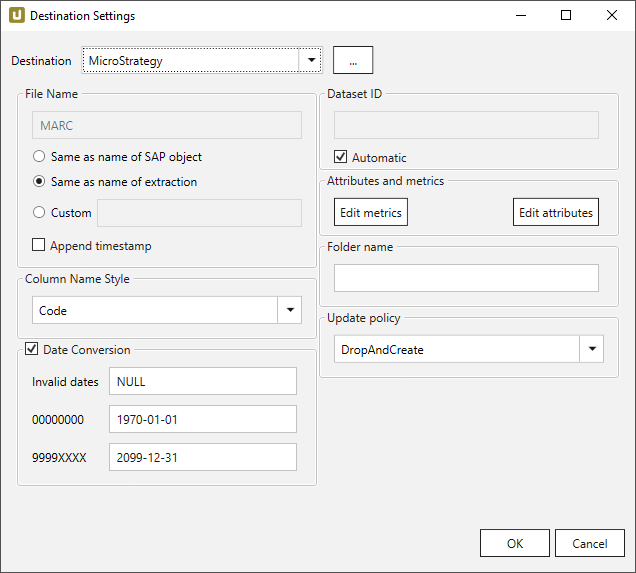 Destination Settings
Destination
MicroStrategy
...
File Name
MARC
Same as name of SAP object
Same as name of extraction
Custom
Append timestamp
Column Name Style
Code
Date Conversion
Invalid dates
NULL
00000000
1970-01-01
9999XXXX
2099-12-31
Dataset ID
Automatic
Attributes and metrics
Edit metrics
Edit attributes
Folder name
Update policy
DropAndCreate
OK
Cancel